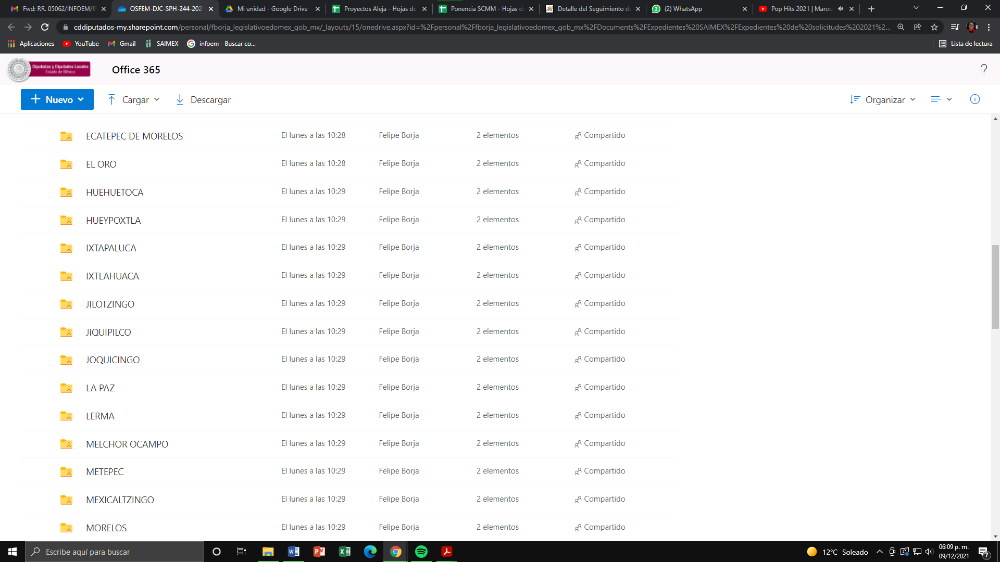 Fwd: RR. 05062/INFOEM/IP
OSFEM-DJC-SPH-244-202
Mi unidad - Google Drive
Proyectos Aleja - Hojas de
Ponencia SCMM - Hojas d
Detalle del Seguimiento d
(2) WhatsApp
Pop Hits 2021 | Maroo
cddiputados-my.sharepoint.com/personal/fborja_legislativoedomex_gob_mx/_layouts/15/onedrive.aspx?id=%2Fpersonal%2Ffborja_legislativoedomex_gob_mx%2FDocuments%2FExpedientes%20SAIMEX%2FExpedientes%20de%20solicitudes%202021%2...
Aplicaciones YouTube Gmail SAIMEX infoem - Buscar co... Lista de lectura
Diputadas y Diputados Locales
Estado de México
Office 365
?
+ Nuevo Cargar Descargar Organizar
ECATEPEC DE MORELOS El lunes a las 10:28 Felipe Borja 2 elementos Compartido
EL ORO El lunes a las 10:28 Felipe Borja 2 elementos Compartido
HUEHUETOCA El lunes a las 10:29 Felipe Borja 2 elementos Compartido
HUEYPOXTLA El lunes a las 10:29 Felipe Borja 2 elementos Compartido
IXTAPALUCA El lunes a las 10:29 Felipe Borja 2 elementos Compartido
IXTLAHUACA El lunes a las 10:29 Felipe Borja 2 elementos Compartido
JILOTZINGO El lunes a las 10:29 Felipe Borja 2 elementos Compartido
JIQUIPILCO El lunes a las 10:29 Felipe Borja 2 elementos Compartido
JOQUICINGO El lunes a las 10:29 Felipe Borja 2 elementos Compartido
LA PAZ El lunes a las 10:29 Felipe Borja 2 elementos Compartido
LERMA El lunes a las 10:29 Felipe Borja 2 elementos Compartido
MELCHOR OCAMPO El lunes a las 10:29 Felipe Borja 2 elementos Compartido
METEPEC El lunes a las 10:29 Felipe Borja 2 elementos Compartido
MEXICALTZINGO El lunes a las 10:29 Felipe Borja 2 elementos Compartido
MORELOS El lunes a las 10:29 Felipe Borja 2 elementos Compartido
Escribe aquí para buscar
12°C Soleado
06:09 p. m.
09/12/2021
7